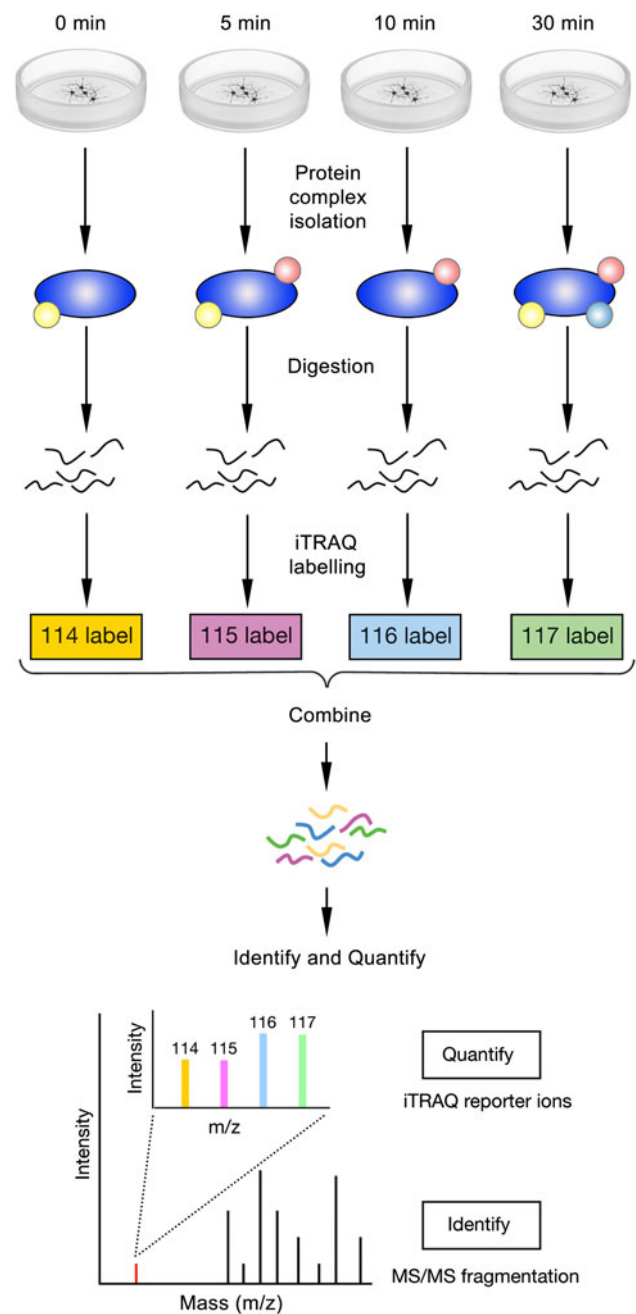 0 min
5 min
10 min
30 min
Protein
complex
isolation
Digestion
iTRAQ
labelling
114 label
115 label
116 label
117 label
Combine
Identify and Quantify
Intensity
114
115
116
117
m/z
Quantify
iTRAQ reporter ions
Intensity
Identify
MS/MS fragmentation
Mass (m/z)